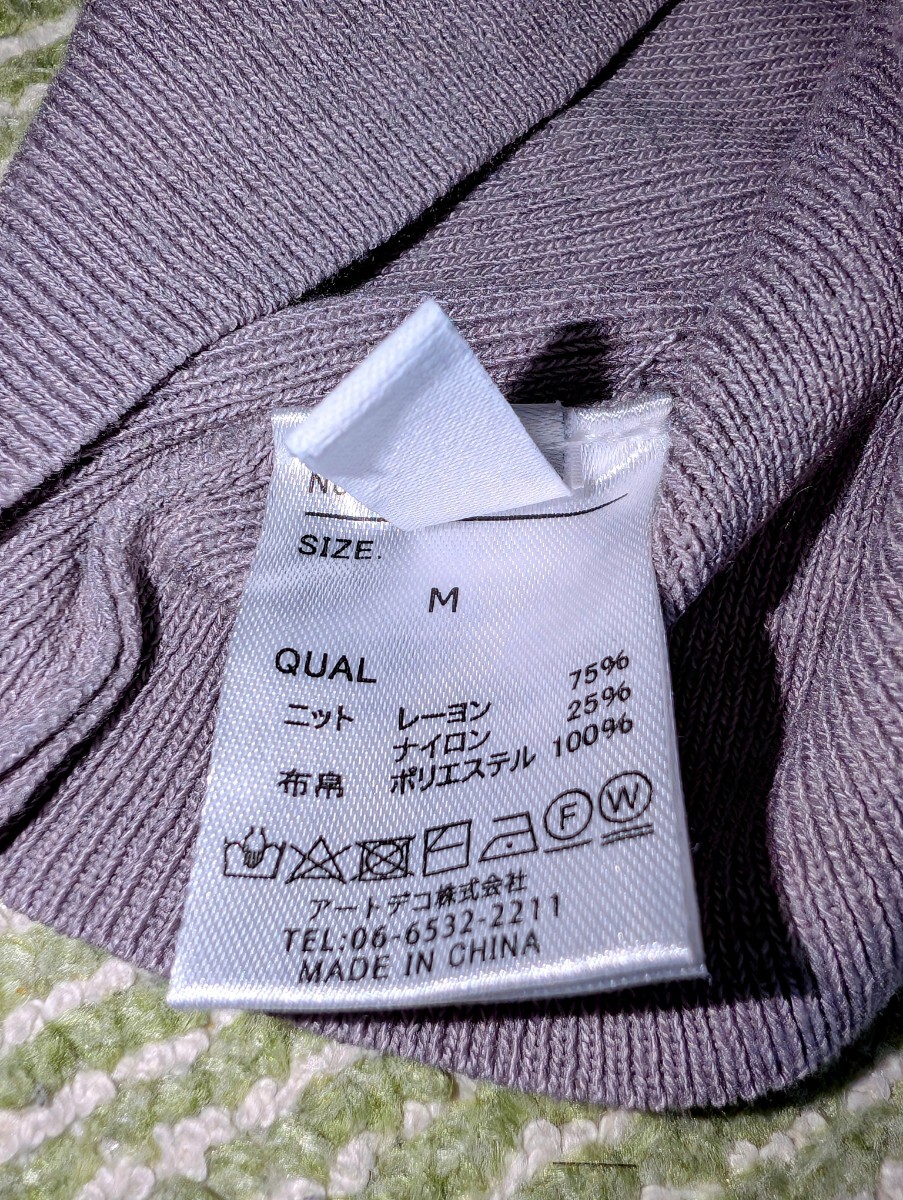 SIZE.
M
QUAL
ニット レーヨン 75%
ナイロン 25%
布帛 ポリエステル 100%
F W
アートデコ株式会社
TEL:06-6532-2211
MADE IN CHINA